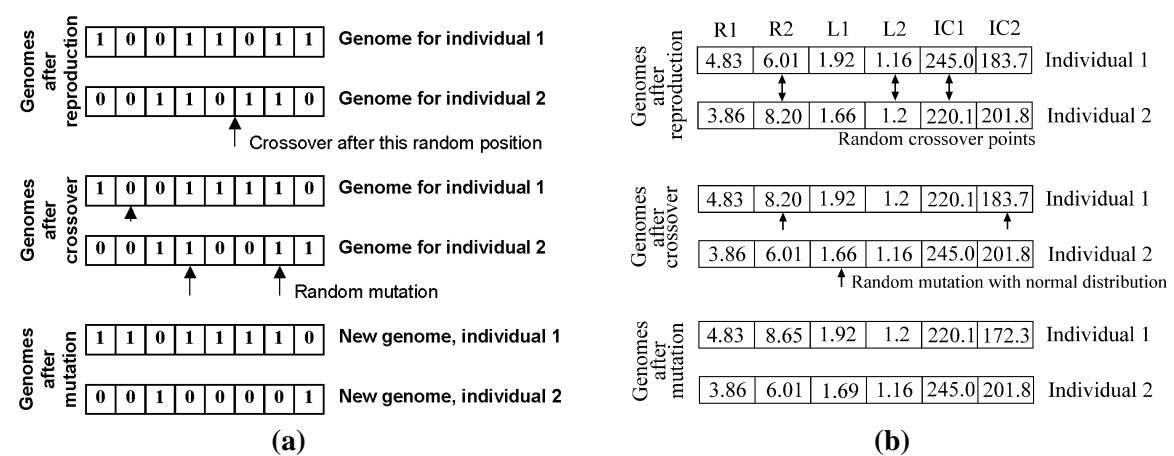 Genomes
after
reproduction
1 0 0 1 1 0 1 1 Genome for individual 1
0 0 1 1 0 1 1 0 Genome for individual 2
Crossover after this random position
Genomes
after
crossover
1 0 0 1 1 1 1 0 Genome for individual 1
0 0 1 1 0 0 1 1 Genome for individual 2
Random mutation
Genomes
after
mutation
1 1 0 1 1 1 1 0 New genome, individual 1
0 0 1 0 0 0 0 1 New genome, individual 2
(a)
R1 R2 L1 L2 IC1 IC2
Genomes
after
reproduction
4.83 6.01 1.92 1.16 245.0 183.7 Individual 1
3.86 8.20 1.66 1.2 220.1 201.8 Individual 2
Random crossover points
Genomes
after
crossover
4.83 8.20 1.92 1.2 220.1 183.7 Individual 1
3.86 6.01 1.66 1.16 245.0 201.8 Individual 2
Random mutation with normal distribution
Genomes
after
mutation
4.83 8.65 1.92 1.2 220.1 172.3 Individual 1
3.86 6.01 1.69 1.16 245.0 201.8 Individual 2
(b)